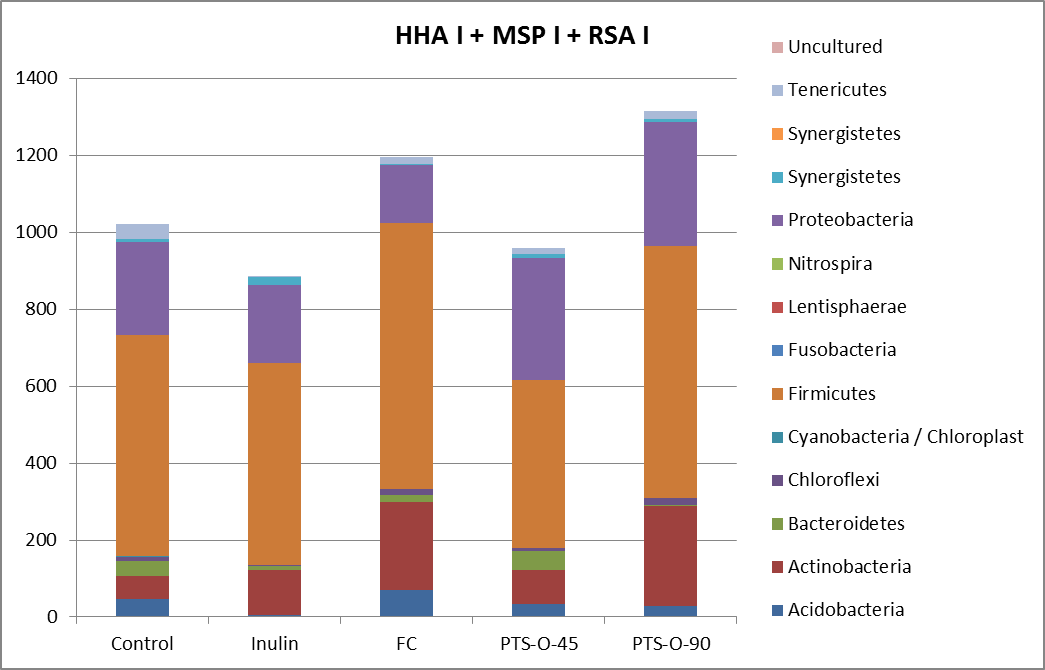 HHA I + MSP I + RSA I
1400
1200
1000
800
600
400
200
0
Control
Inulin
FC
PTS-O-45
PTS-O-90
Uncultured
Tenericutes
Synergistetes
Synergistetes
Proteobacteria
Nitrospira
Lentisphaerae
Fusobacteria
Firmicutes
Cyanobacteria / Chloroplast
Chloroflexi
Bacteroidetes
Actinobacteria
Acidobacteria